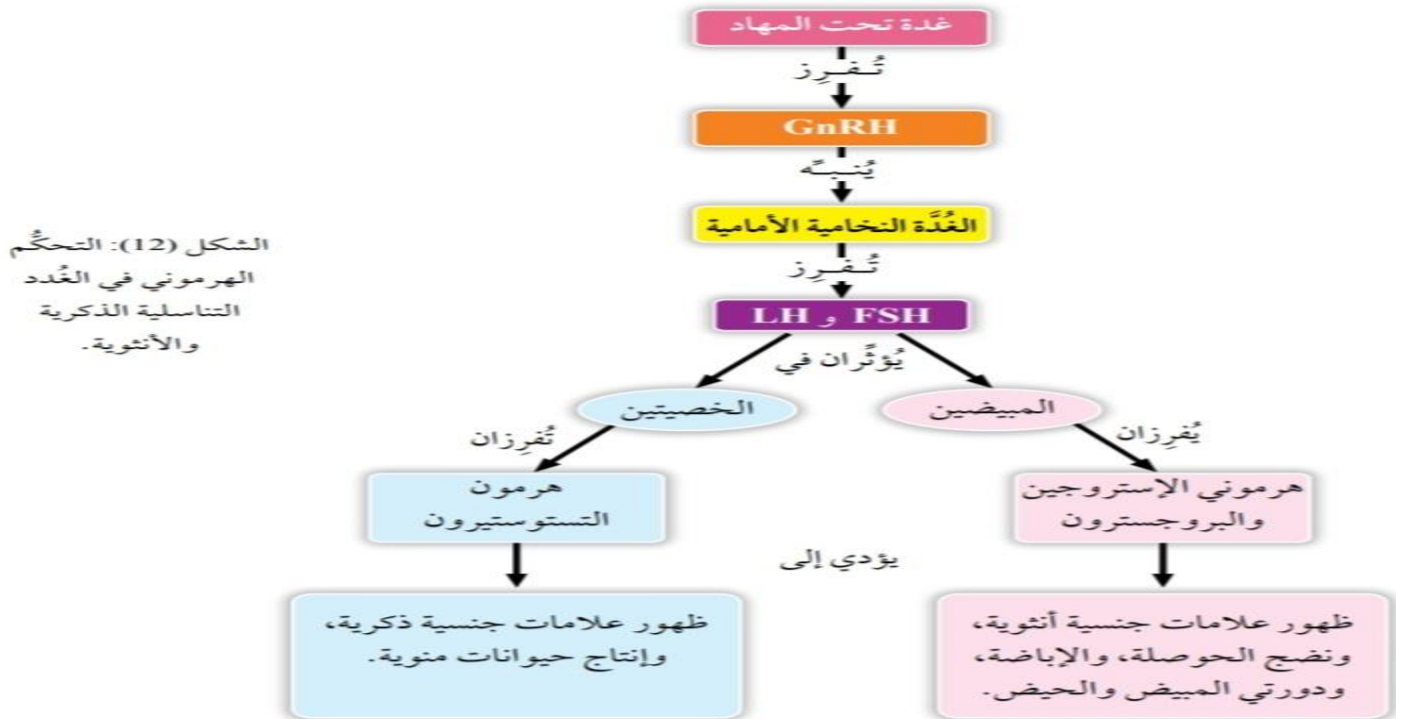 غدة تحت المهاد
تُفرِز
GnRH
يُنبِّه
الغُدَّة النخامية الأمامية
تُفرِز
FSH و LH
يُؤثِّران في
المبيضين
الخصيتين
يُفرِزان
تُفرِزان
هرموني الإستروجين
والبروجسترون
هرمون
التستوستيرون
يؤدي إلى
ظهور علامات جنسية أنثوية،
ونضج الحوصلة، والإباضة،
ودورتي المبيض والحيض.
ظهور علامات جنسية ذكرية،
وإنتاج حيوانات منوية.
الشكل (12): التحكُّم
الهرموني في الغُدد
التناسلية الذكرية
والأنثوية.